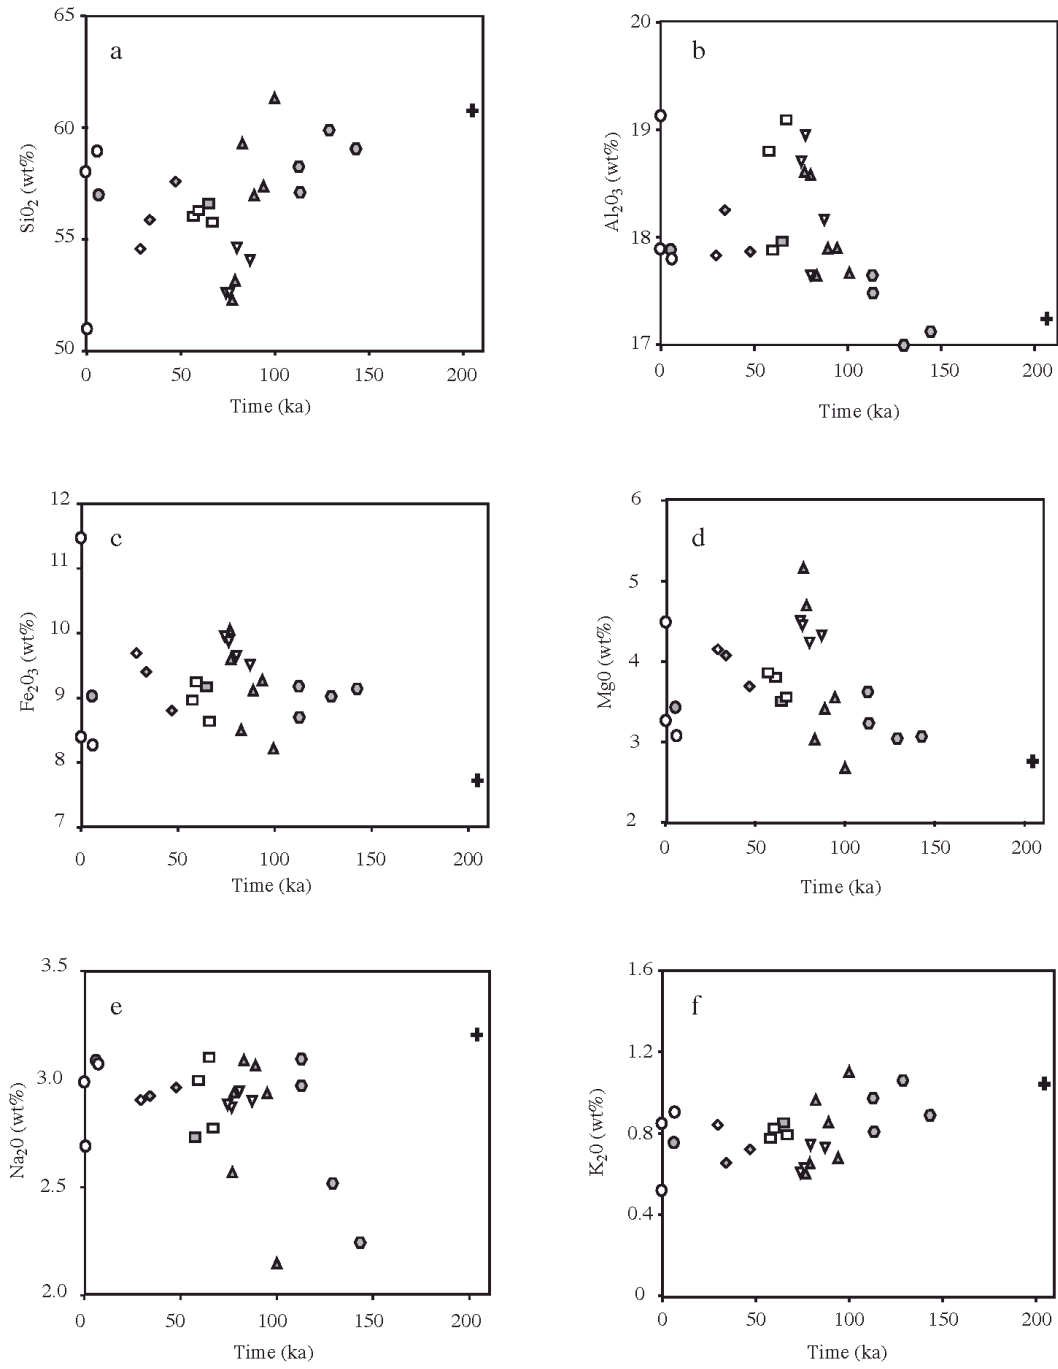 65
a
60
SiO₂ (wt%)
55
50
0 50 100 150 200
Time (ka)
20
b
19
Al₂O₃ (wt%)
18
17
0 50 100 150 200
Time (ka)
12
c
11
10
Fe₂O₃ (wt%)
9
8
7
0 50 100 150 200
Time (ka)
6
d
5
MgO (wt%)
4
3
2
0 50 100 150 200
Time (ka)
3.5
e
3.0
Na₂O (wt%)
2.5
2.0
0 50 100 150 200
Time (ka)
1.6
f
1.2
K₂O (wt%)
0.8
0.4
0
0 50 100 150 200
Time (ka)